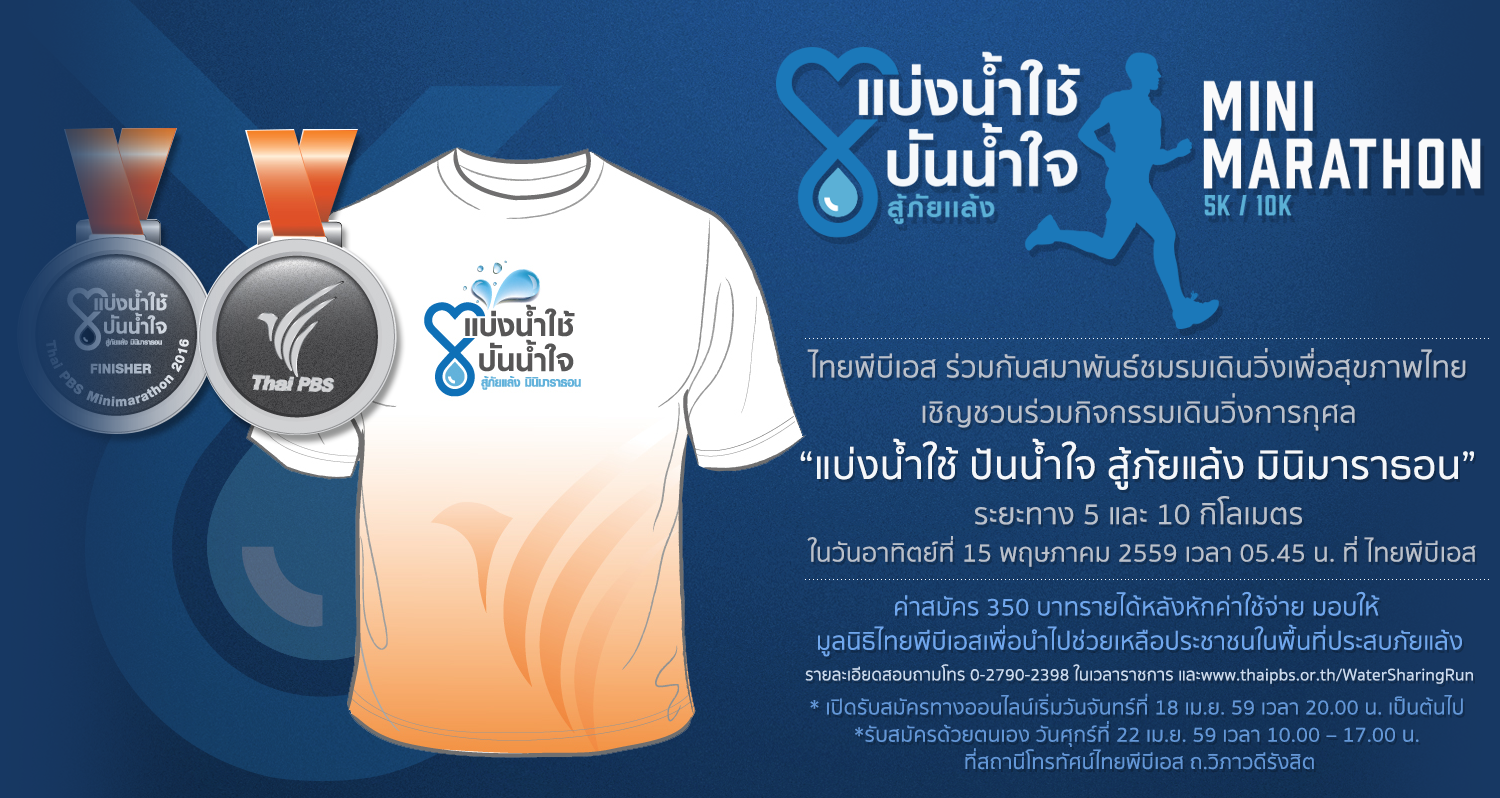 แบ่งน้ำใช้
ปันน้ำใจ
สู้ภัยแล้ง
MINI
MARATHON
5K / 10K
แบ่งน้ำใช้
ปันน้ำใจ
สู้ภัยแล้ง มินิมาราธอน
FINISHER
Thai PBS Minimarathon 2016
Thai PBS
แบ่งน้ำใช้
ปันน้ำใจ
สู้ภัยแล้ง มินิมาราธอน
ไทยพีบีเอส ร่วมกับสมาพันธ์ชมรมเดินวิ่งเพื่อสุขภาพไทย
เชิญชวนร่วมกิจกรรมเดินวิ่งการกุศล
“แบ่งน้ำใช้ ปันน้ำใจ สู้ภัยแล้ง มินิมาราธอน”
ระยะทาง 5 และ 10 กิโลเมตร
ในวันอาทิตย์ที่ 15 พฤษภาคม 2559 เวลา 05.45 น. ที่ ไทยพีบีเอส
ค่าสมัคร 350 บาทรายได้หลังหักค่าใช้จ่าย มอบให้
มูลนิธิไทยพีบีเอสเพื่อนำไปช่วยเหลือประชาชนในพื้นที่ประสบภัยแล้ง
รายละเอียดสอบถามโทร 0-2790-2398 ในเวลาราชการ และwww.thaipbs.or.th/WaterSharingRun
* เปิดรับสมัครทางออนไลน์เริ่มวันจันทร์ที่ 18 เม.ย. 59 เวลา 20.00 น. เป็นต้นไป
*รับสมัครด้วยตนเอง วันศุกร์ที่ 22 เม.ย. 59 เวลา 10.00 – 17.00 น.
ที่สถานีโทรทัศน์ไทยพีบีเอส ถ.วิภาวดีรังสิต